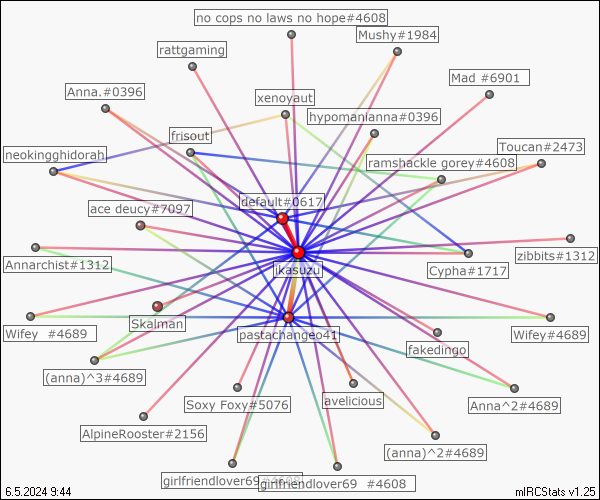 no cops no laws no hope#4608
Mushy#1984
rattgaming
Mad #6901
Anna.#0396
xenoyaut
hypomanianna#0396
frisout
Toucan#2473
neokingghidorah
ramshackle gorey#4608
default#0617
ace deucy#7097
Annarchist#1312
ikasuzu
Cypha#1717
zibbits#1312
Skalman
Wifey #4689
pastachangeo41
Wifey#4689
fakedingo
(anna)^3#4689
Soxy Foxy#5076
avelicious
Anna^2#4689
AlpineRooster#2156
(anna)^2#4689
girlfriendlover69
girlfriendlover69 #4608
6.5.2024 9:44
mIRCStats v1.25